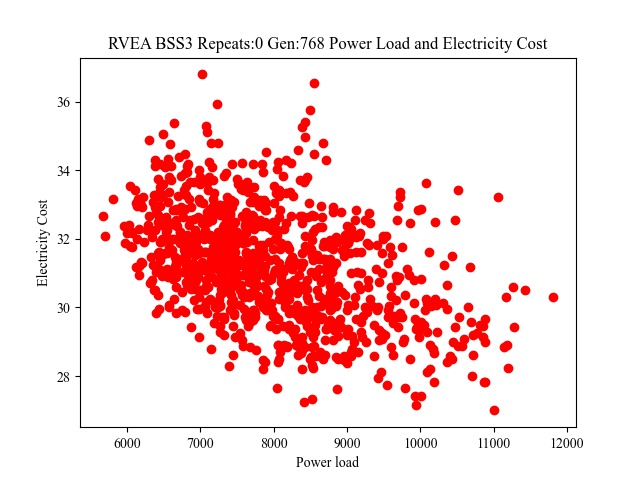 RVEA BSS3 Repeats:0 Gen:768 Power Load and Electricity Cost
36
34
32
30
28
Electricity Cost
6000 7000 8000 9000 10000 11000 12000
Power load